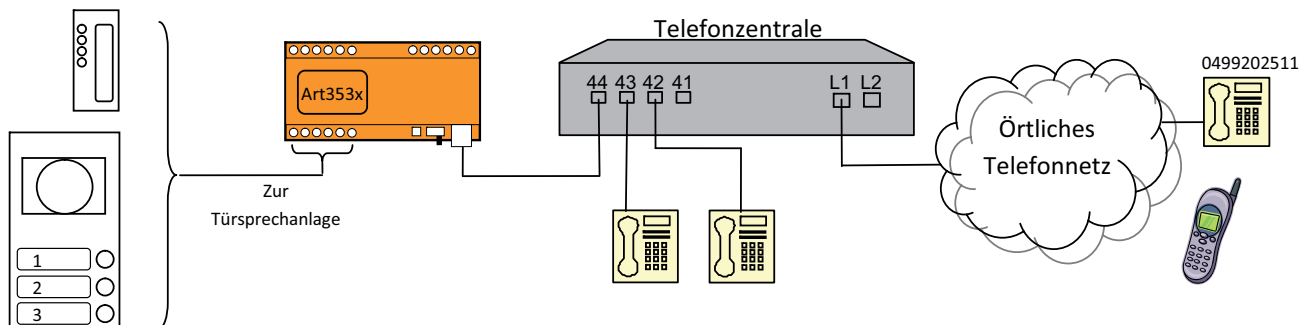 Telefonzentrale
0499202511
44 43 42 41
L1 L2
Art353x
Örtliches
Telefonnetz
Zur
Türsprechanlage
1
2
3